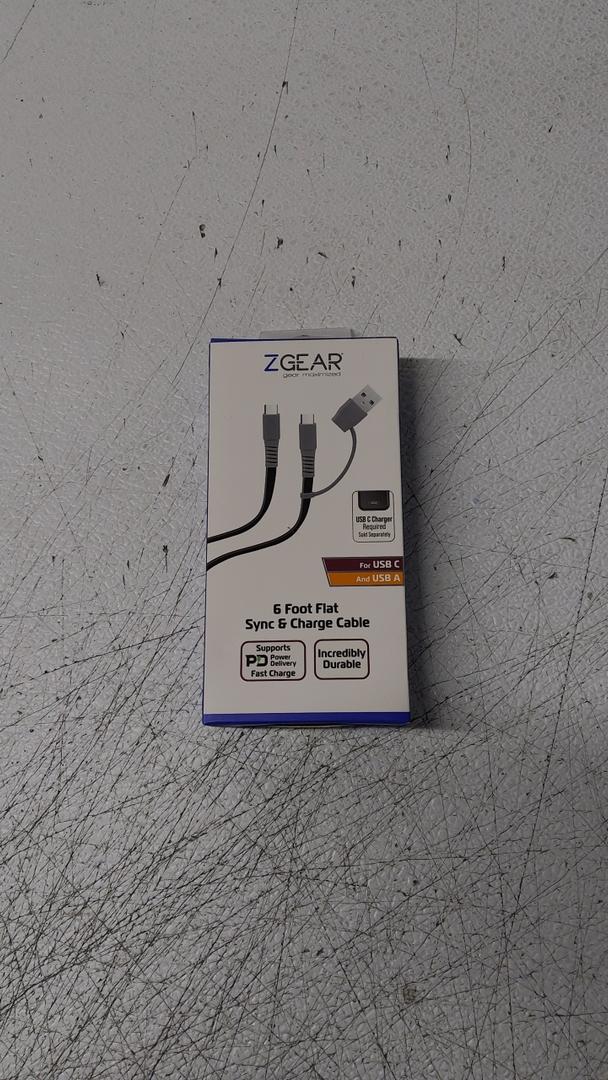 ZGEAR
gear maximized
USB C Charger
Required
Sold Separately
For USB C
And USB A
6 Foot Flat
Sync & Charge Cable
Supports
PD Power
Delivery
Fast Charge
Incredibly
Durable